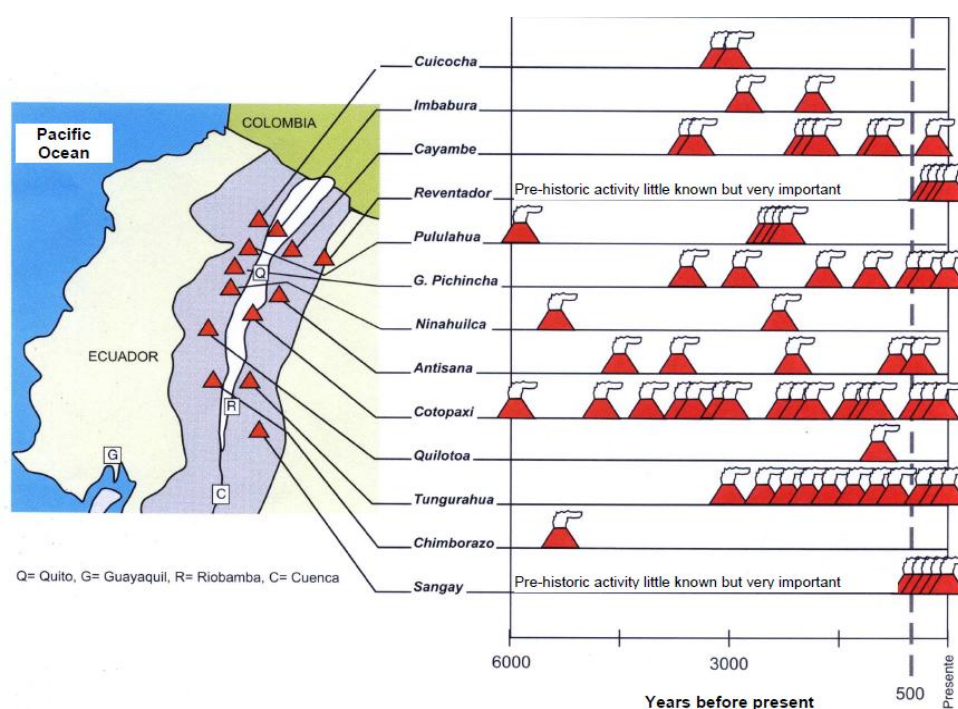 Pacific
Ocean
COLOMBIA
ECUADOR
Q
R
G
C
Q= Quito, G= Guayaquil, R= Riobamba, C= Cuenca
Cuicocha
Imbabura
Cayambe
Reventador
Pre-historic activity little known but very important
Pululahua
G. Pichincha
Ninahuilca
Antisana
Cotopaxi
Quilotoa
Tungurahua
Chimborazo
Sangay
Pre-historic activity little known but very important
6000
3000
500
Presente
Years before present